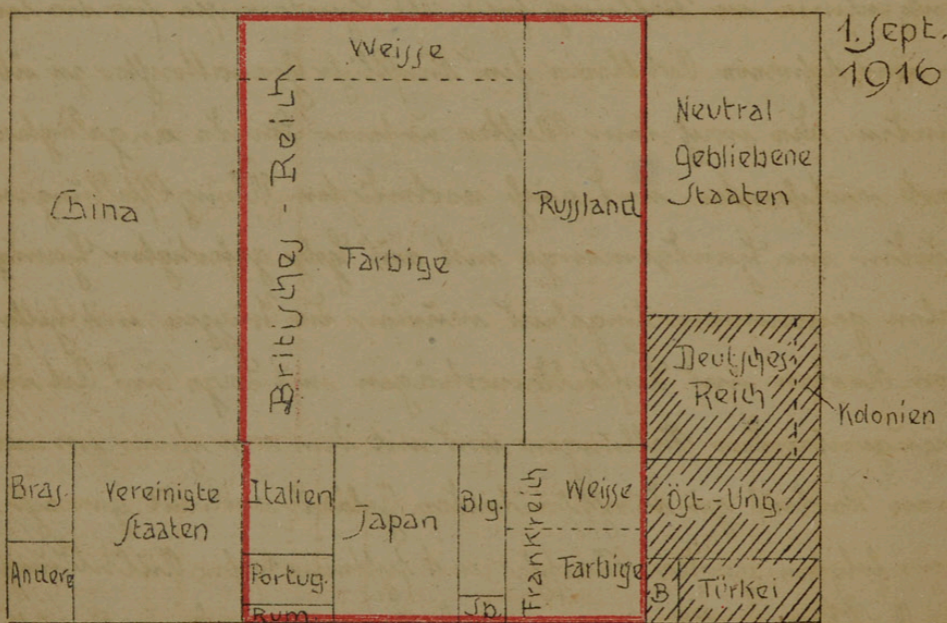 1. Sept.
1916
Weisse
Britisches-Reich
Farbige
China
Russland
Neutral
Gebliebene
Staaten
Deutsches
Reich
Kolonien
Bras.
Andere
Vereinigte
Staaten
Italien
Portug.
Rum.
Japan
Blg.
Sp.
Frankreich
Weisse
Farbige
Öst-Ung.
B
Türkei